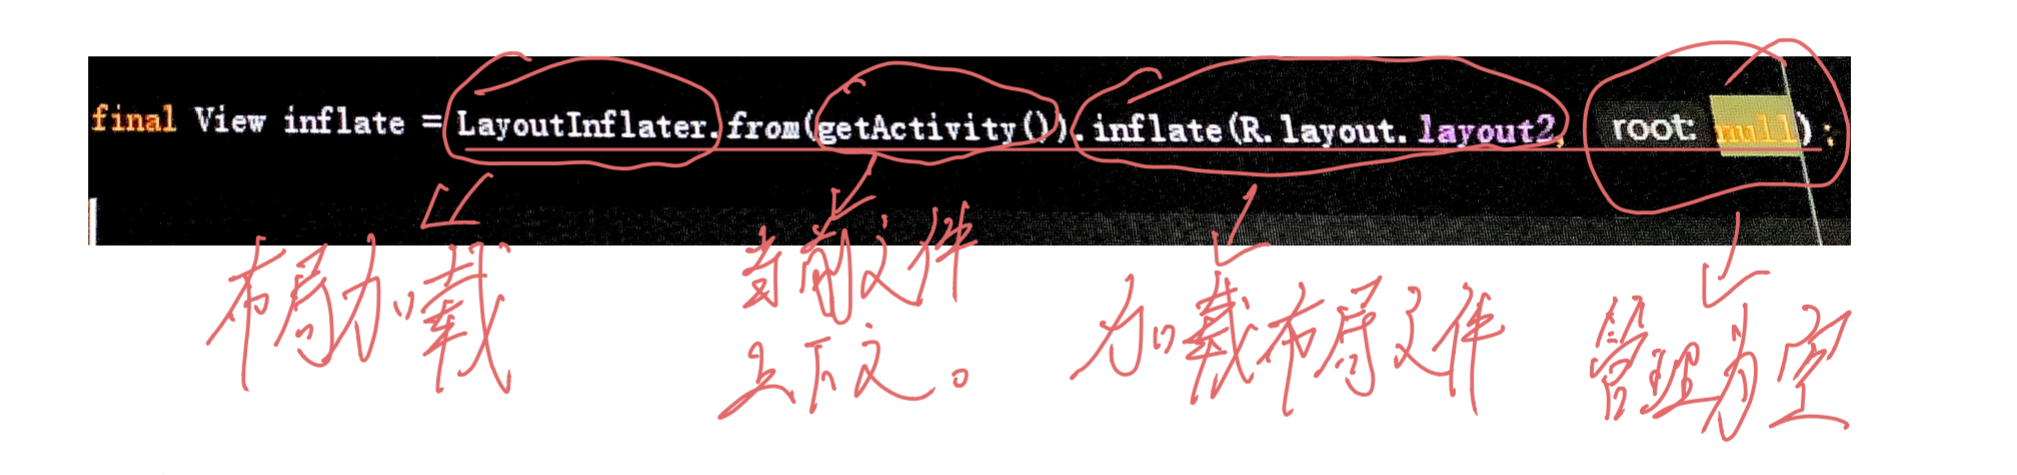 final View inflate = LayoutInflater.from(getActivity()).inflate(R.layout.layout2, root: null);
布局加载
当前文件
上下文。
加载布局文件
管理为空